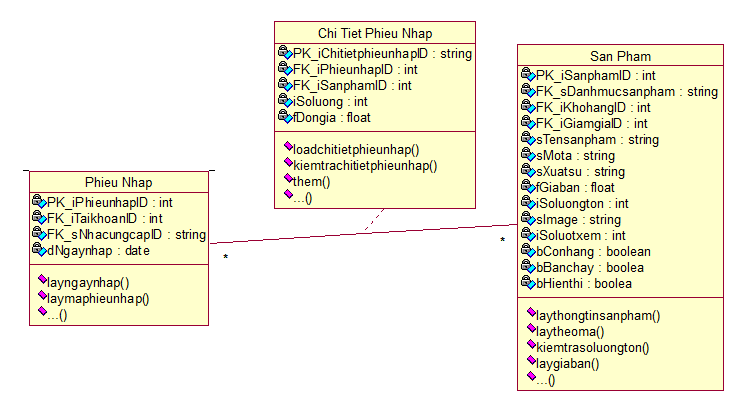 Chi Tiet Phieu Nhap
PK_iChitietphieunhapID : string
FK_iPhieunhapID : int
FK_iSanphamID : int
iSoluong : int
fDongia : float
loadchitietphieunhap()
kiemtrachitietphieunhap()
them()
...()
Phieu Nhap
PK_iPhieunhapID : int
FK_iTaikhoanID : int
FK_sNhacungcapID : string
dNgaynhap : date
layngaynhap()
laymaphieunhap()
...()
*
*
San Pham
PK_iSanphamID : int
FK_sDanhmucsanpham : string
FK_iKhohangID : int
FK_iGiamgiaID : int
sTensanpham : string
sMota : string
sXuatsu : string
fGiaban : float
iSoluongton : int
sImage : string
iSoluotxem : int
bConhang : boolean
bBanchay : boolea
bHienthi : boolea
laythongtinsanpham()
laytheoma()
kiemtrasoluongton()
laygiaban()
...()